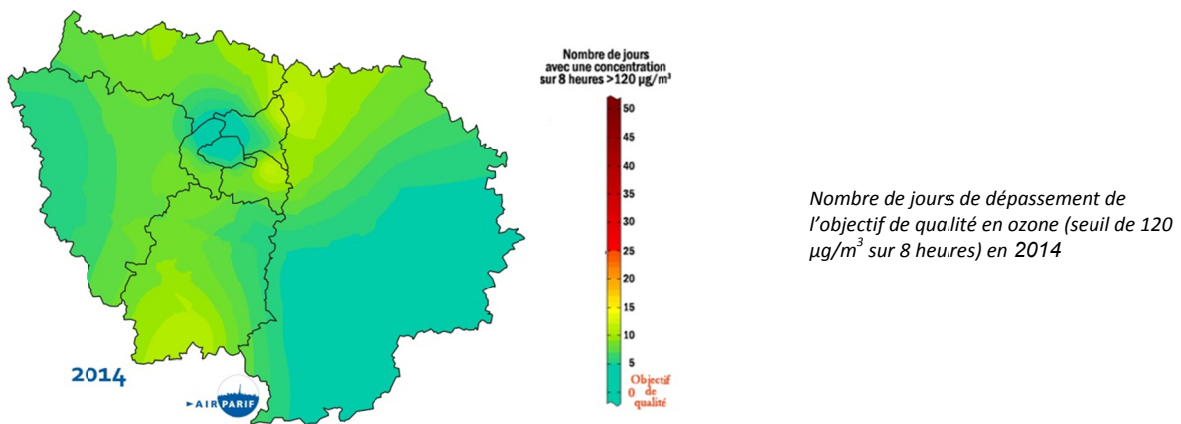 Nombre de jours
avec une concentration
sur 8 heures >120 µg/m³
50
45
40
35
30
25
20
15
10
5
Objectif
0 de
qualité
2014
►AIRPARIF
Nombre de jours de dépassement de
l'objectif de qualité en ozone (seuil de 120
µg/m³ sur 8 heures) en 2014